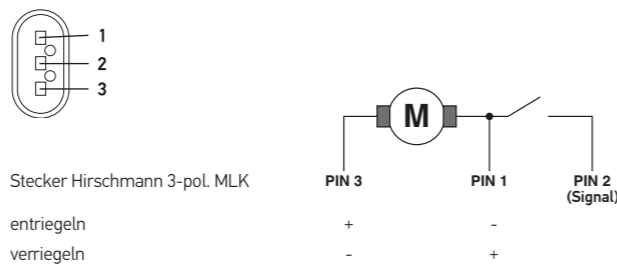 1
2
3
M
Stecker Hirschmann 3-pol. MLK PIN 3 PIN 1 PIN 2
(Signal)
entriegeln + -
verriegeln - +